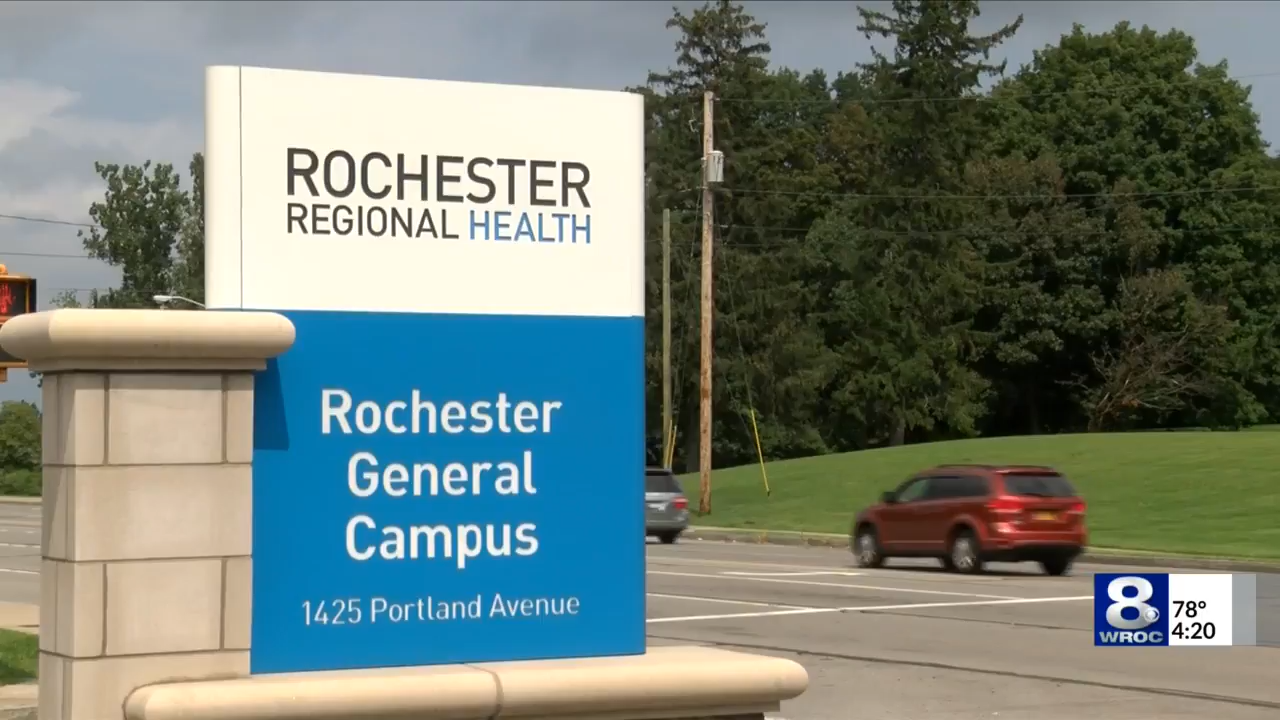 ROCHESTER
REGIONAL HEALTH
Rochester
General
Campus
1425 Portland Avenue
8
WROC
78°
4:20